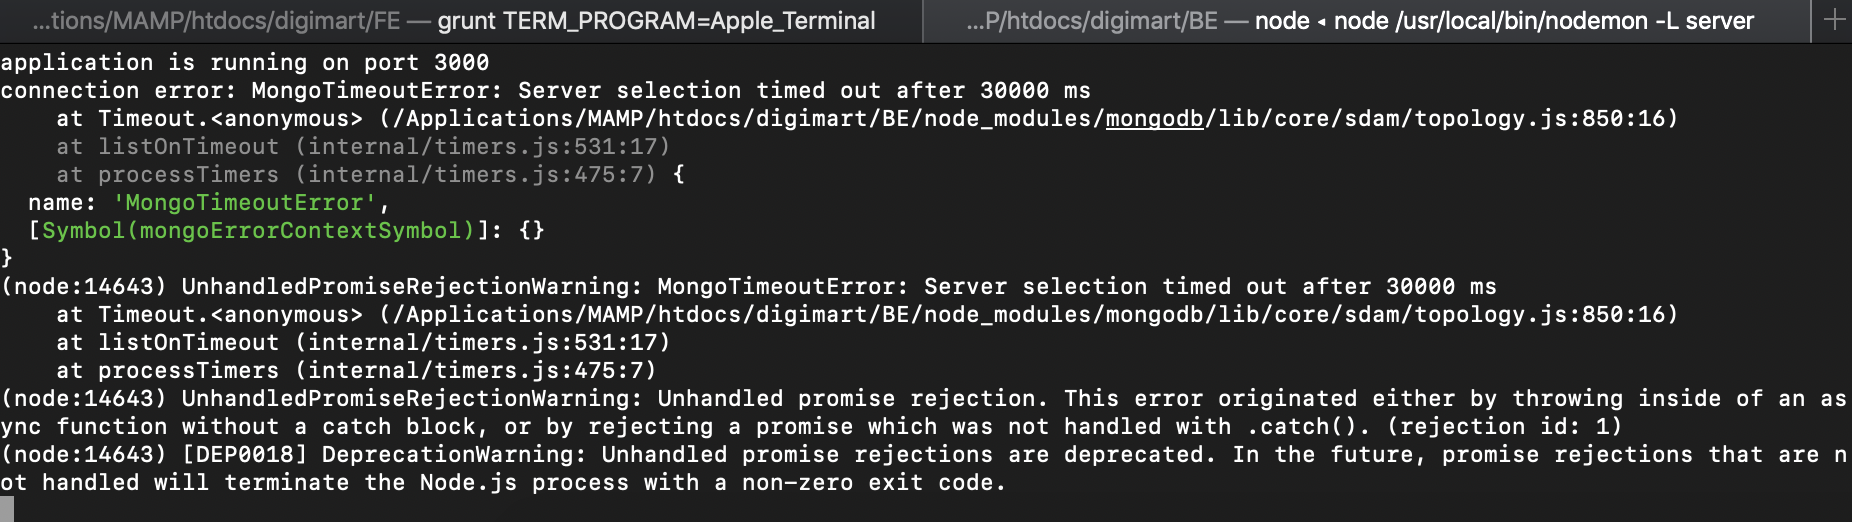 ...tions/MAMP/htdocs/digimart/FE — grunt TERM_PROGRAM=Apple_Terminal
...P/htdocs/digimart/BE — node ◂ node /usr/local/bin/nodemon -L server
application is running on port 3000
connection error: MongoTimeoutError: Server selection timed out after 30000 ms
    at Timeout.<anonymous> (/Applications/MAMP/htdocs/digimart/BE/node_modules/mongodb/lib/core/sdam/topology.js:850:16)
    at listOnTimeout (internal/timers.js:531:17)
    at processTimers (internal/timers.js:475:7) {
  name: 'MongoTimeoutError',
  [Symbol(mongoErrorContextSymbol)]: {}
}
(node:14643) UnhandledPromiseRejectionWarning: MongoTimeoutError: Server selection timed out after 30000 ms
    at Timeout.<anonymous> (/Applications/MAMP/htdocs/digimart/BE/node_modules/mongodb/lib/core/sdam/topology.js:850:16)
    at listOnTimeout (internal/timers.js:531:17)
    at processTimers (internal/timers.js:475:7)
(node:14643) UnhandledPromiseRejectionWarning: Unhandled promise rejection. This error originated either by throwing inside of an as
ync function without a catch block, or by rejecting a promise which was not handled with .catch(). (rejection id: 1)
(node:14643) [DEP0018] DeprecationWarning: Unhandled promise rejections are deprecated. In the future, promise rejections that are n
ot handled will terminate the Node.js process with a non-zero exit code.